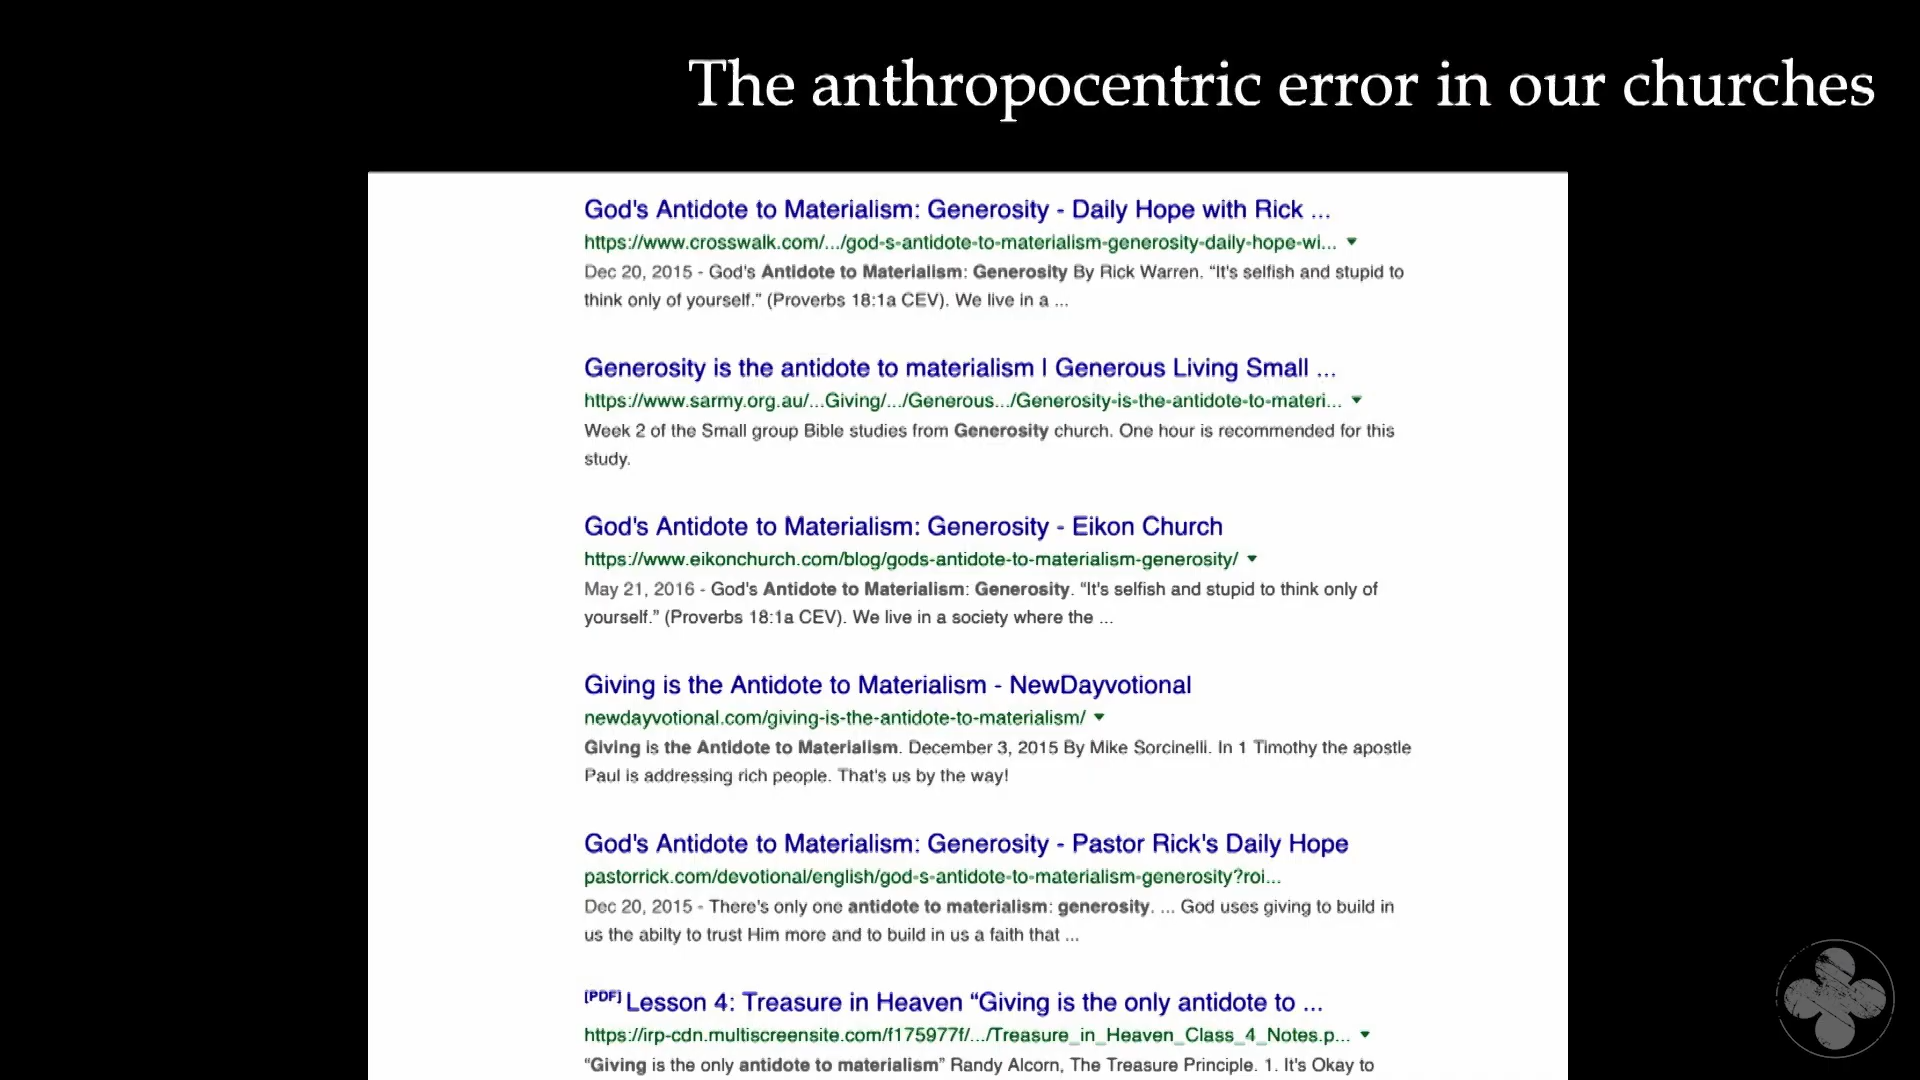 The anthropocentric error in our churches
God's Antidote to Materialism: Generosity - Daily Hope with Rick ...
https://www.crosswalk.com/.../god-s-antidote-to-materialism-generosity-daily-hope-wi...
Dec 20, 2015 - God's Antidote to Materialism: Generosity By Rick Warren. “It's selfish and stupid to
think only of yourself.” (Proverbs 18:1a CEV). We live in a ...
Generosity is the antidote to materialism | Generous Living Small ...
https://www.sarmy.org.au/...Giving/.../Generous.../Generosity-is-the-antidote-to-materi...
Week 2 of the Small group Bible studies from Generosity church. One hour is recommended for this
study.
God's Antidote to Materialism: Generosity - Eikon Church
https://www.eikonchurch.com/blog/gods-antidote-to-materialism-generosity/
May 21, 2016 - God's Antidote to Materialism: Generosity. “It's selfish and stupid to think only of
yourself.” (Proverbs 18:1a CEV). We live in a society where the ...
Giving is the Antidote to Materialism - NewDayvotional
newdayvotional.com/giving-is-the-antidote-to-materialism/
Giving is the Antidote to Materialism. December 3, 2015 By Mike Sorcinelli. In 1 Timothy the apostle
Paul is addressing rich people. That's us by the way!
God's Antidote to Materialism: Generosity - Pastor Rick's Daily Hope
pastorrick.com/devotional/english/god-s-antidote-to-materialism-generosity?roi...
Dec 20, 2015 - There's only one antidote to materialism: generosity. ... God uses giving to build in
us the abilty to trust Him more and to build in us a faith that ...
[PDF] Lesson 4: Treasure in Heaven “Giving is the only antidote to ...
https://irp-cdn.multiscreensite.com/f175977f/.../Treasure_in_Heaven_Class_4_Notes.p...
“Giving is the only antidote to materialism” Randy Alcorn, The Treasure Principle. 1. It's Okay to